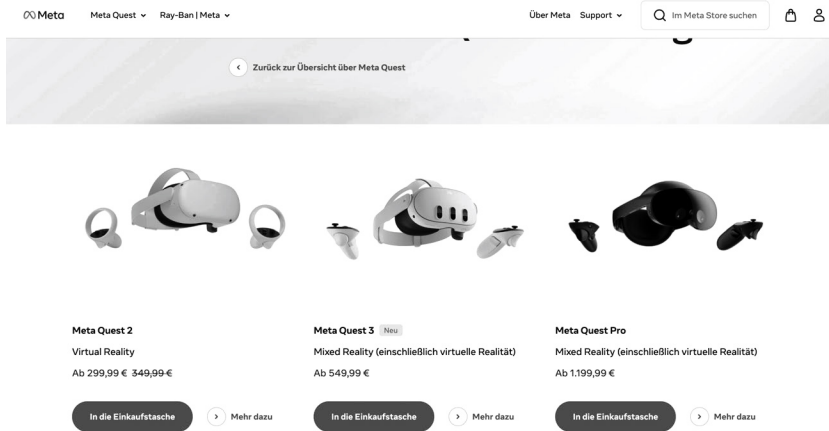 Meta
Meta Quest
Ray-Ban | Meta
Über Meta
Support
Im Meta Store suchen
Zurück zur Übersicht über Meta Quest
Meta Quest 2
Virtual Reality
Ab 299,99 € 349,99 €
In die Einkaufstasche
Mehr dazu
Meta Quest 3 Neu
Mixed Reality (einschließlich virtuelle Realität)
Ab 549,99 €
In die Einkaufstasche
Mehr dazu
Meta Quest Pro
Mixed Reality (einschließlich virtuelle Realität)
Ab 1.199,99 €
In die Einkaufstasche
Mehr dazu